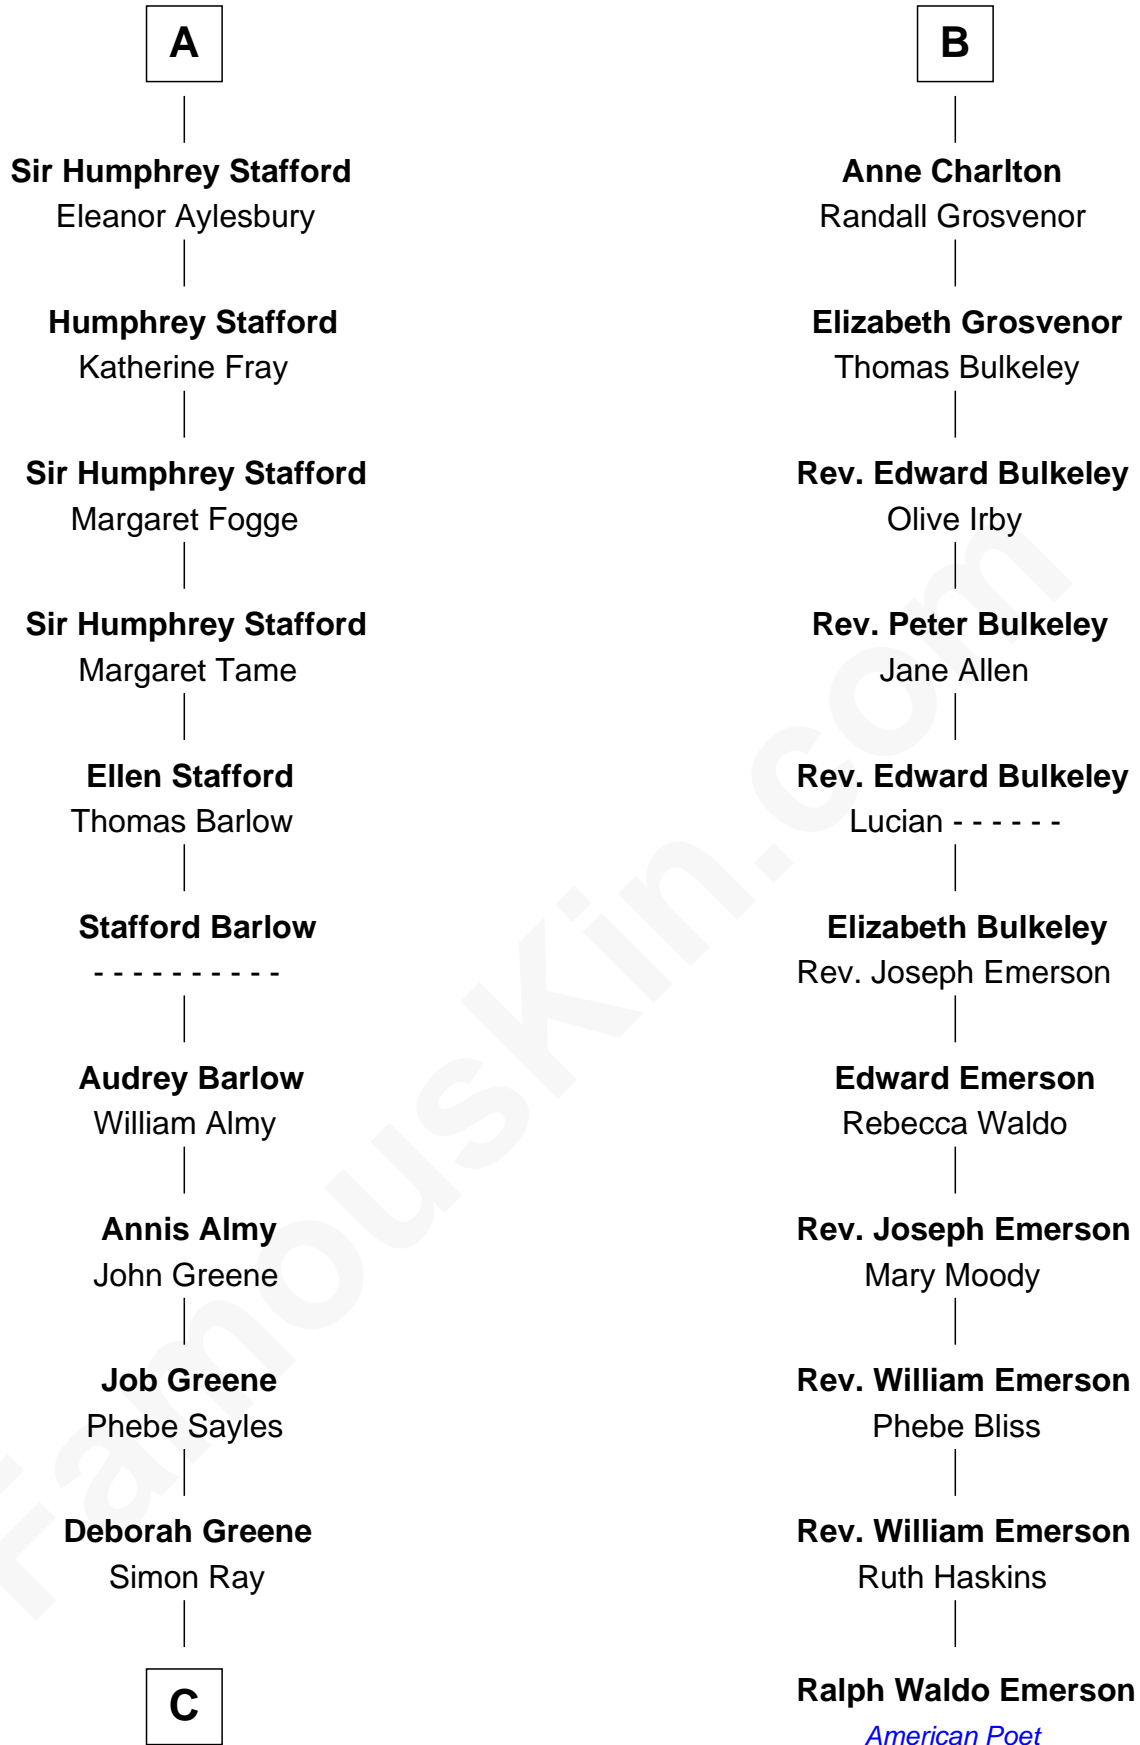 A
Sir Humphrey Stafford
Eleanor Aylesbury
Humphrey Stafford
Katherine Fray
Sir Humphrey Stafford
Margaret Fogge
Sir Humphrey Stafford
Margaret Tame
Ellen Stafford
Thomas Barlow
Stafford Barlow
- - - - - - - - - -
Audrey Barlow
William Almy
Annis Almy
John Greene
Job Greene
Phebe Sayles
Deborah Greene
Simon Ray
C
B
Anne Charlton
Randall Grosvenor
Elizabeth Grosvenor
Thomas Bulkeley
Rev. Edward Bulkeley
Olive Irby
Rev. Peter Bulkeley
Jane Allen
Rev. Edward Bulkeley
Lucian - - - - - -
Elizabeth Bulkeley
Rev. Joseph Emerson
Edward Emerson
Rebecca Waldo
Rev. Joseph Emerson
Mary Moody
Rev. William Emerson
Phebe Bliss
Rev. William Emerson
Ruth Haskins
Ralph Waldo Emerson
American Poet
FamousKin.com